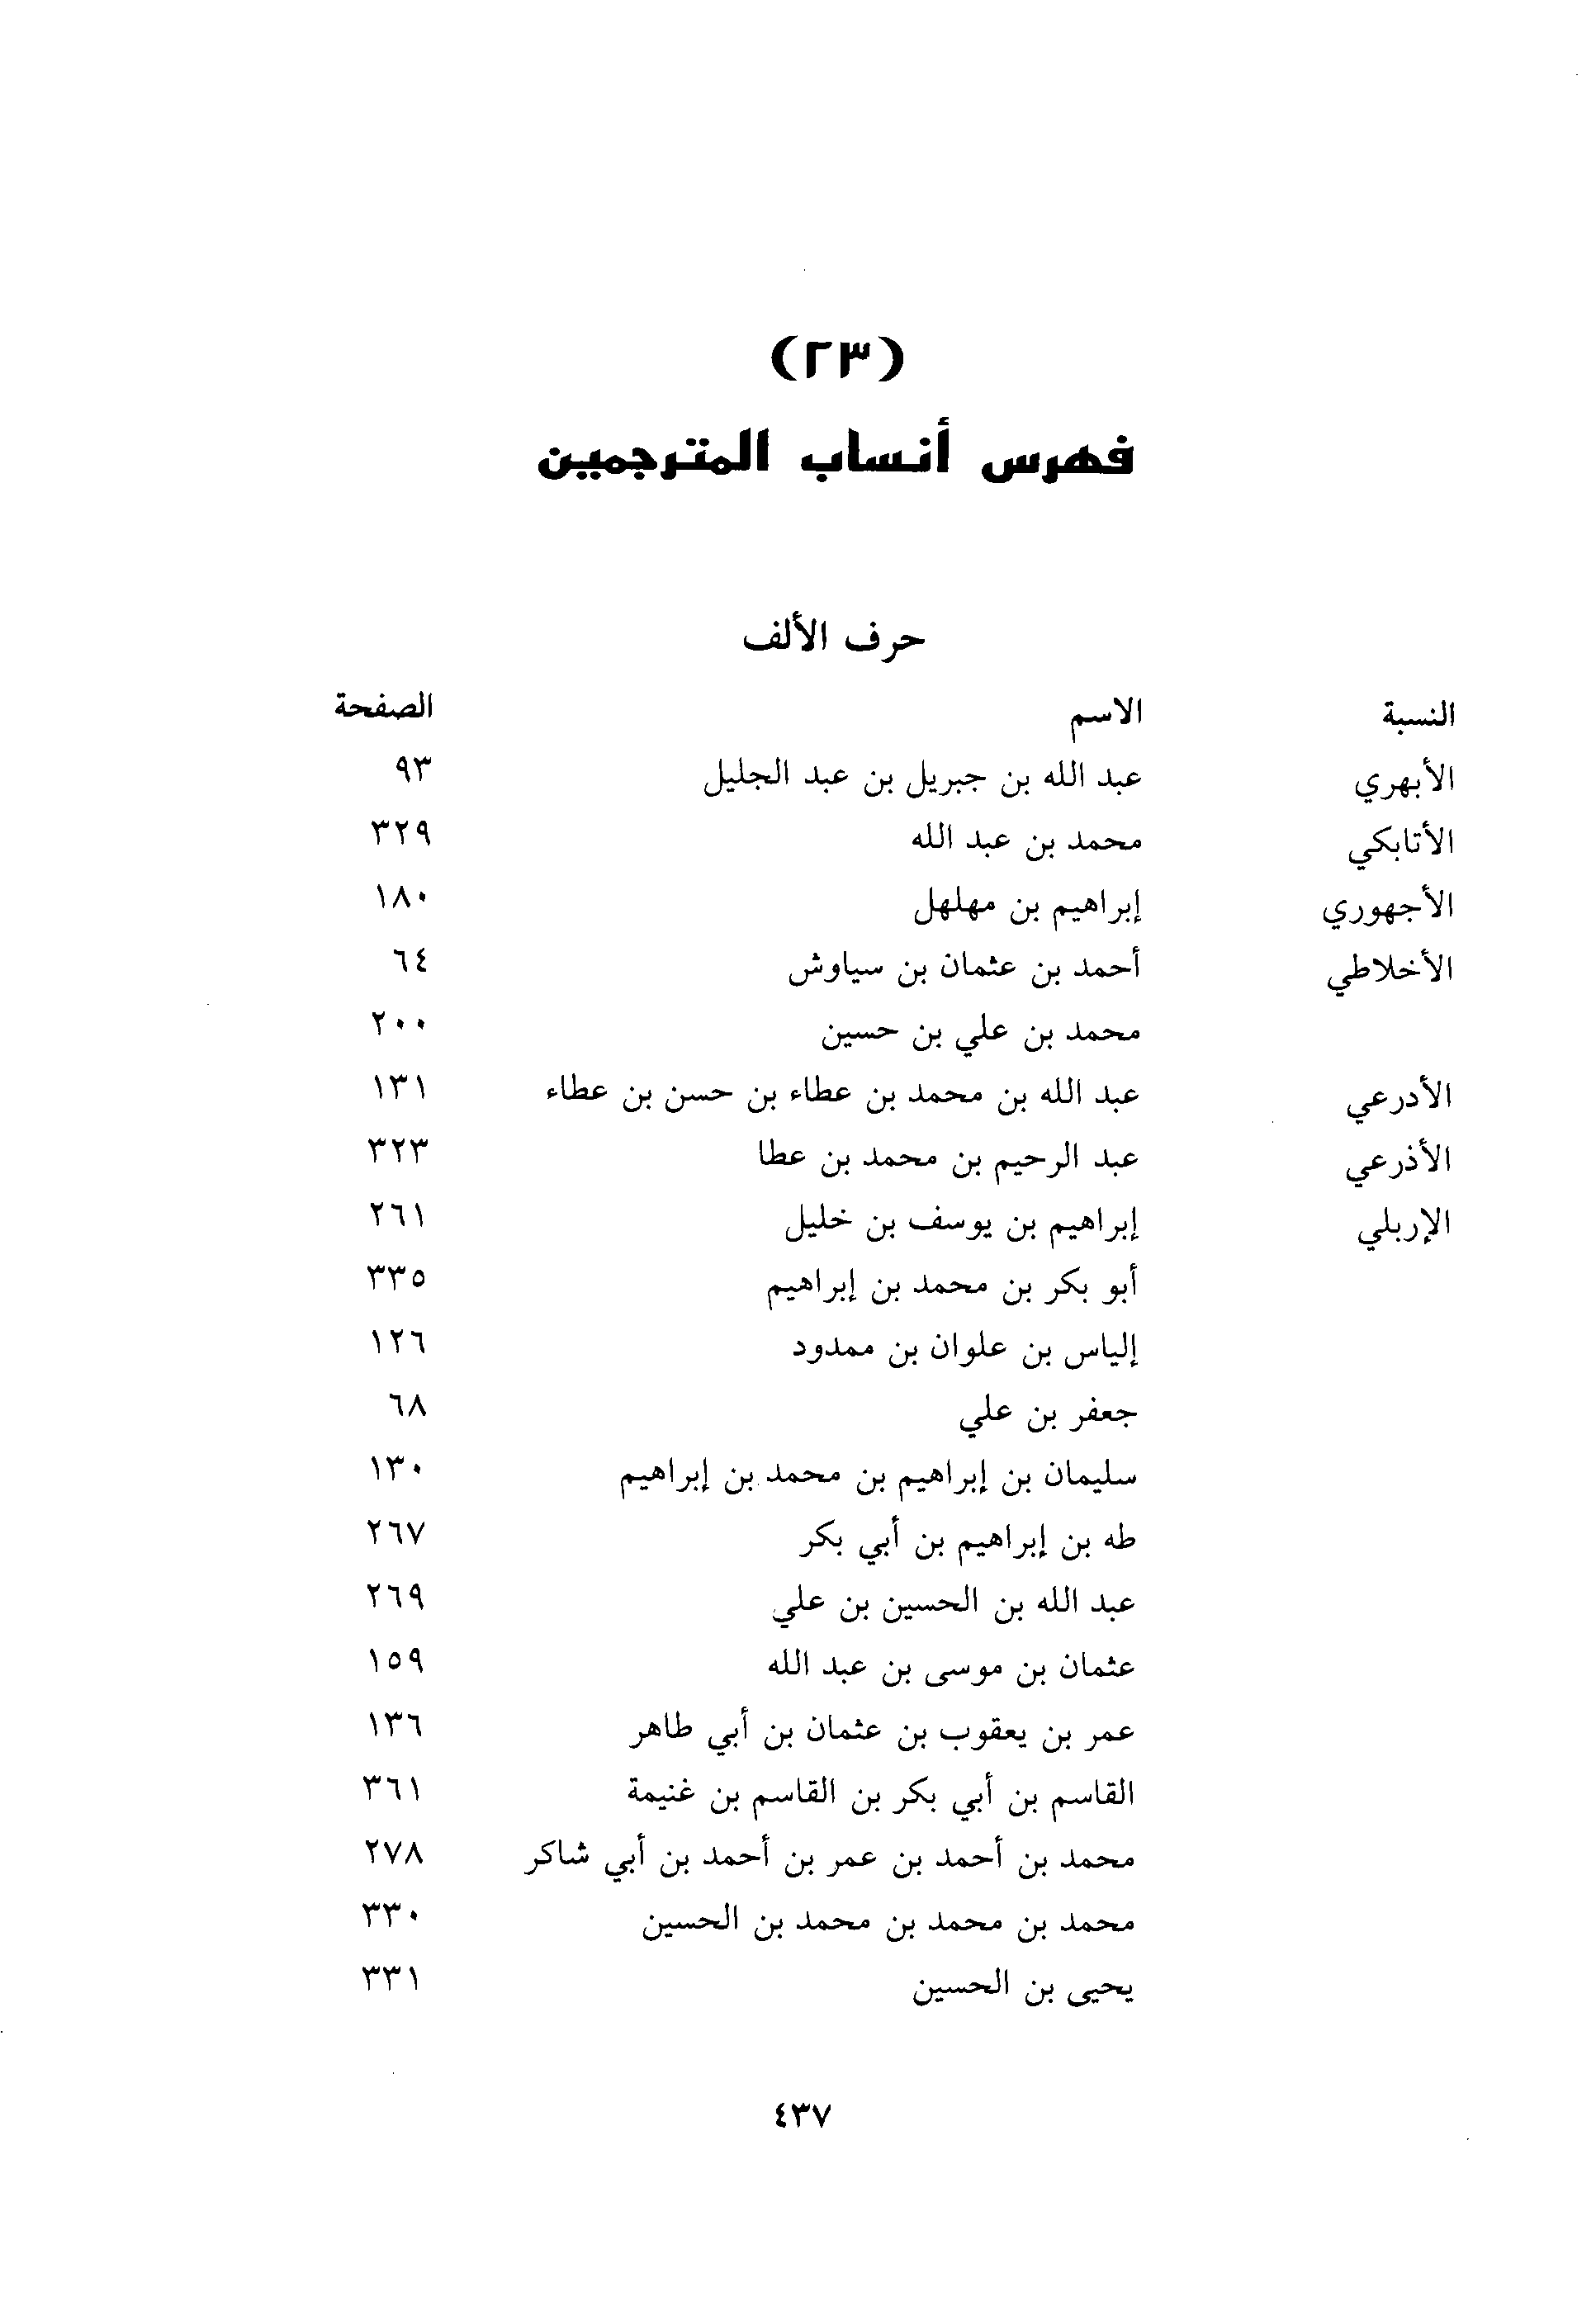 (٢٣)
فهرس أنساب المترجمين
حرف الألف
النسبة الاسم الصفحة
الأبهري عبد الله بن جبريل بن عبد الجليل ٩٣
الأتابكي محمد بن عبد الله ٣٢٩
الأجهوري إبراهيم بن مهلهل ١٨٠
الأخلاطي أحمد بن عثمان بن سياوش ٦٤
محمد بن علي بن حسين ٢٠٠
الأدرعي عبد الله بن محمد بن عطاء بن حسن بن عطاء ١٣١
الأذرعي عبد الرحيم بن محمد بن عطا ٣٢٣
الإربلي إبراهيم بن يوسف بن خليل ٢٦١
أبو بكر بن محمد بن إبراهيم ٣٣٥
إلياس بن علوان بن ممدود ١٢٦
جعفر بن علي ٦٨
سليمان بن إبراهيم بن محمد بن إبراهيم ١٣٠
طه بن إبراهيم بن أبي بكر ٢٦٧
عبد الله بن الحسين بن علي ٢٦٩
عثمان بن موسى بن عبد الله ١٥٩
عمر بن يعقوب بن عثمان بن أبي طاهر ١٣٦
القاسم بن أبي بكر بن القاسم بن غنيمة ٣٦١
محمد بن أحمد بن عمر بن أحمد بن أبي شاكر ٢٧٨
محمد بن محمد بن محمد بن الحسين ٣٣٠
يحيى بن الحسين ٣٣١
٤٣٧